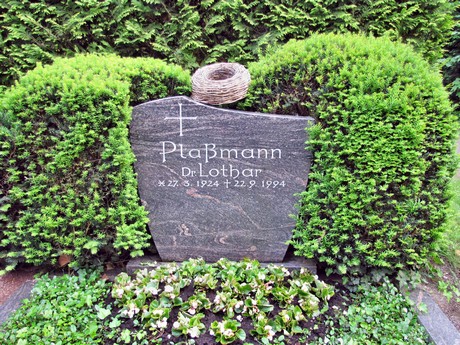 Plaßmann
Dr. Lothar
* 27. 3. 1924 + 22. 9. 1994